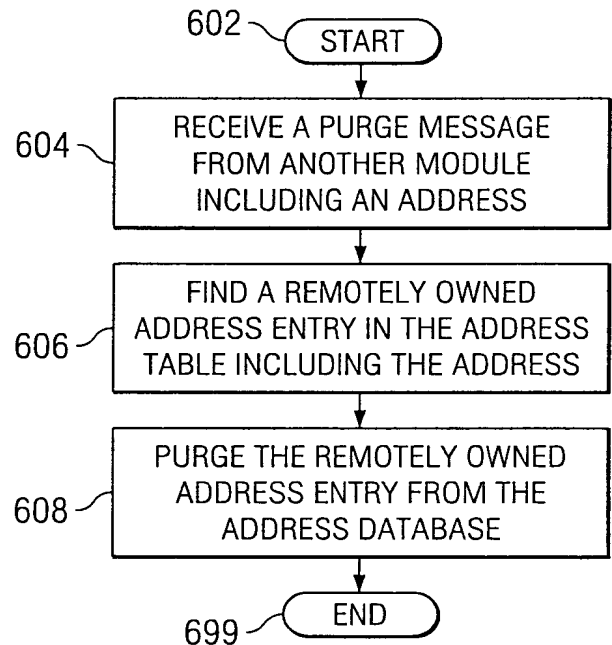 602
START
604
RECEIVE A PURGE MESSAGE
FROM ANOTHER MODULE
INCLUDING AN ADDRESS
606
FIND A REMOTELY OWNED
ADDRESS ENTRY IN THE ADDRESS
TABLE INCLUDING THE ADDRESS
608
PURGE THE REMOTELY OWNED
ADDRESS ENTRY FROM THE
ADDRESS DATABASE
699
END